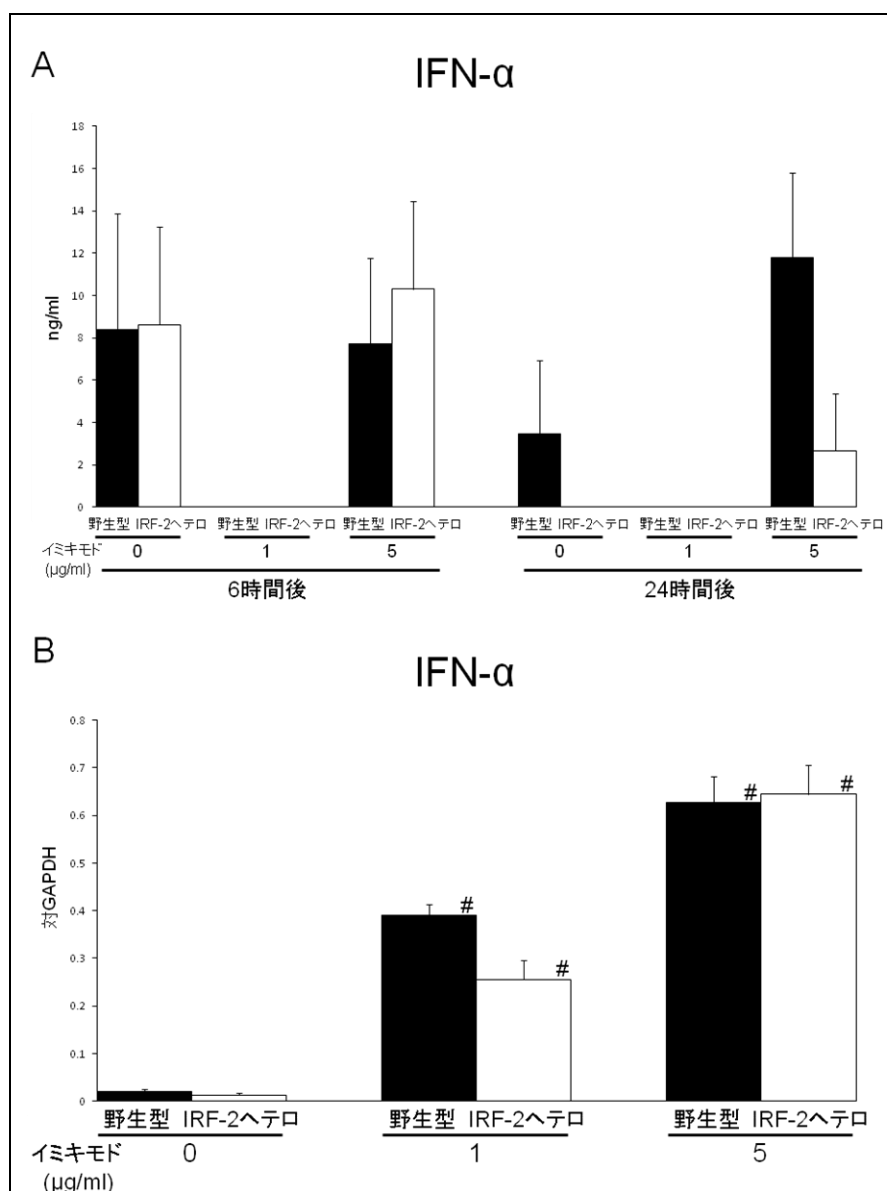 A
IFN-α
ng/ml
18
16
14
12
10
8
6
4
2
0
野生型 IRF-2ヘテロ 野生型 IRF-2ヘテロ 野生型 IRF-2ヘテロ 野生型 IRF-2ヘテロ 野生型 IRF-2ヘテロ 野生型 IRF-2ヘテロ
イミキモド 0 1 5 0 1 5
(μg/ml)
6時間後 24時間後
B
IFN-α
対GAPDH
0.8
0.7
0.6
0.5
0.4
0.3
0.2
0.1
0
# # # #
野生型 IRF-2ヘテロ 野生型 IRF-2ヘテロ 野生型 IRF-2ヘテロ
イミキモド 0 1 5
(μg/ml)